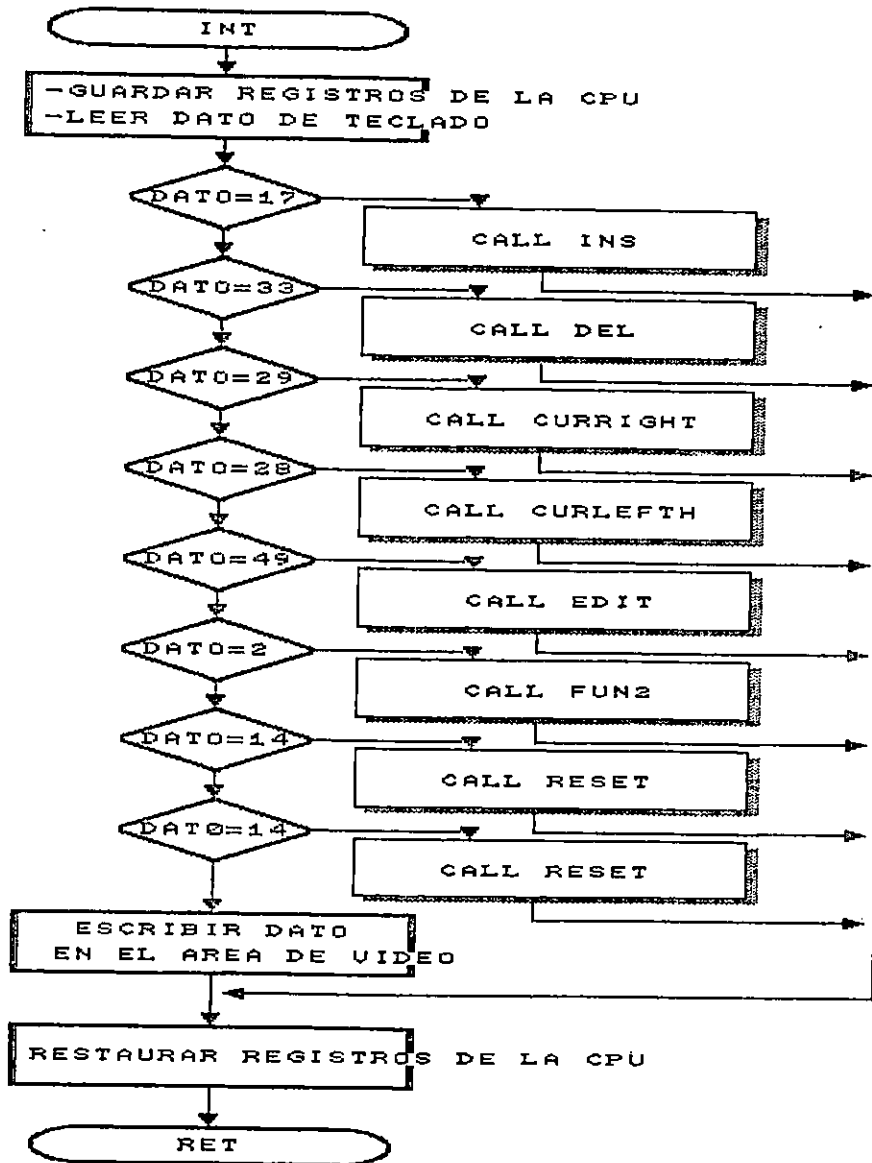 INT
-GUARDAR REGISTROS DE LA CPU
-LEER DATO DE TECLADO
DATO=17
CALL INS
DATO=33
CALL DEL
DATO=29
CALL CURRIGHT
DATO=28
CALL CURLEFTH
DATO=49
CALL EDIT
DATO=2
CALL FUN2
DATO=14
CALL RESET
DATO=14
CALL RESET
ESCRIBIR DATO
EN EL AREA DE VIDEO
RESTAURAR REGISTROS DE LA CPU
RET